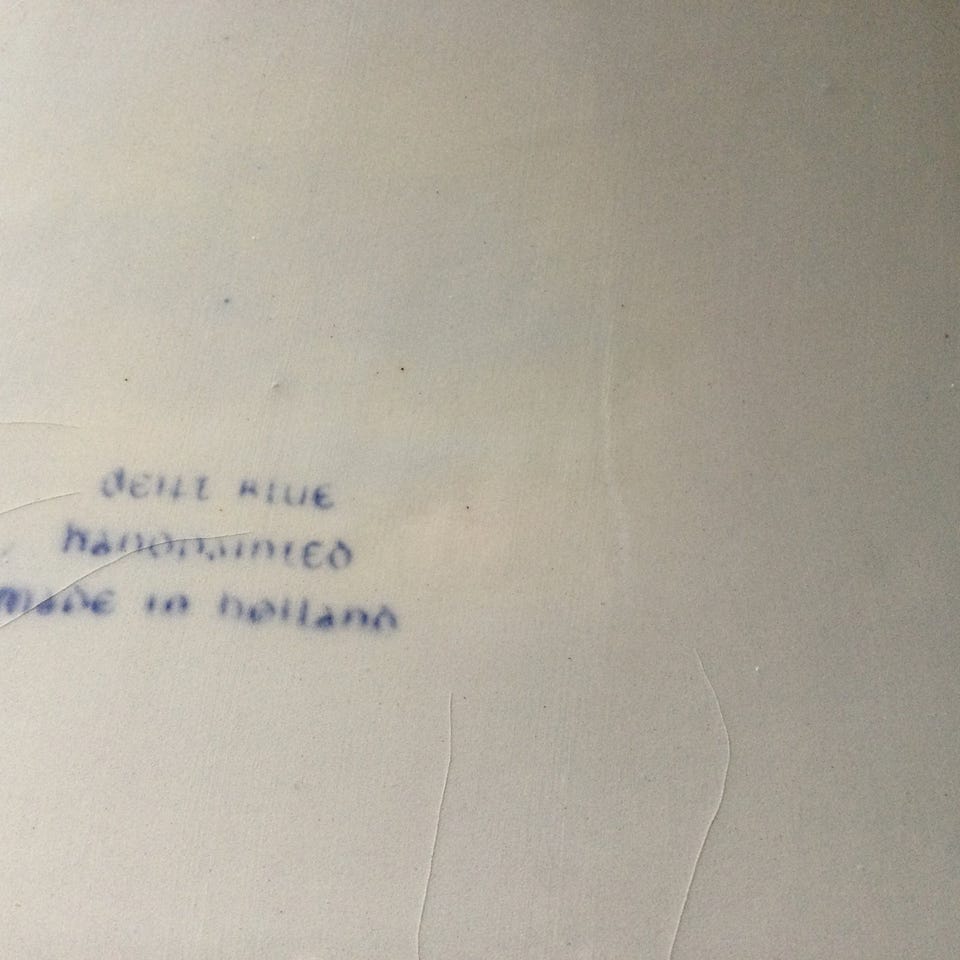 delft blue
handpainted
made in holland